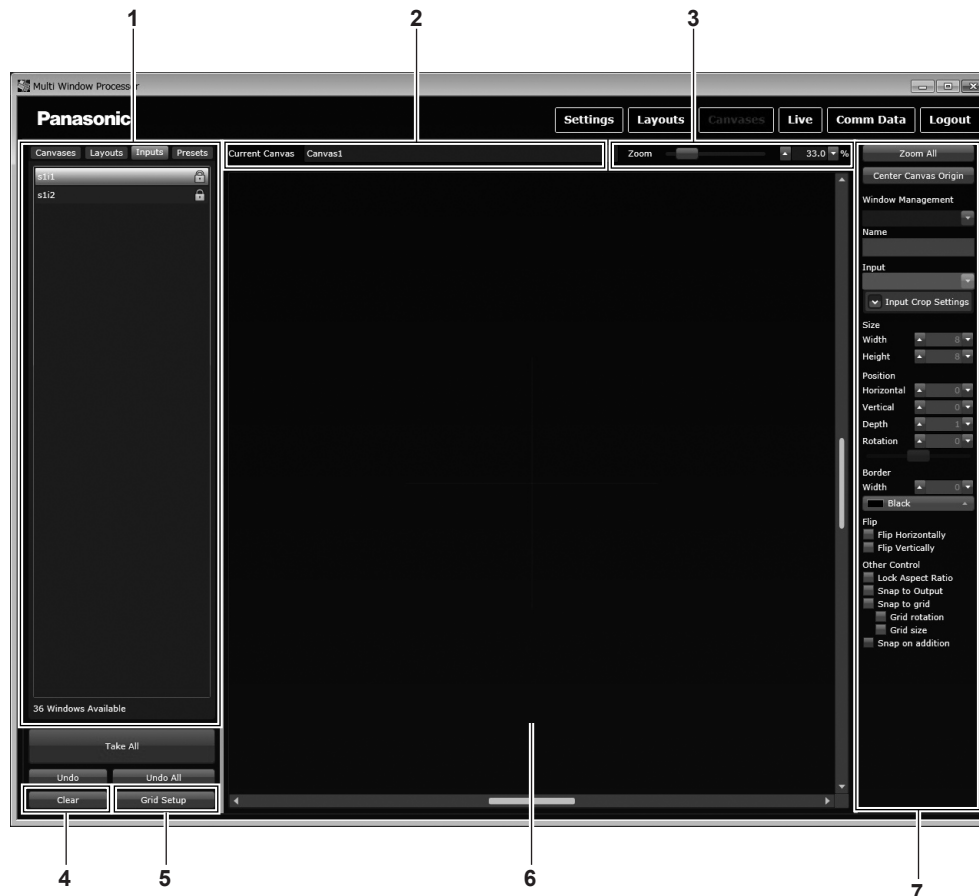 1 2 3
Multi Window Processor
Panasonic
Settings Layouts Canvases Live Comm Data Logout
Canvases Layouts Inputs Presets
s1i1
s1i2
36 Windows Available
Take All
Undo Undo All
Clear Grid Setup
Current Canvas Canvas1
Zoom 33.0 %
Zoom All
Center Canvas Origin
Window Management
Name
Input
Input Crop Settings
Size
Width 8
Height 8
Position
Horizontal 0
Vertical 0
Depth 1
Rotation 0
Border
Width 0
Black
Flip
Flip Horizontally
Flip Vertically
Other Control
Lock Aspect Ratio
Snap to Output
Snap to grid
Grid rotation
Grid size
Snap on addition
4 5 6 7